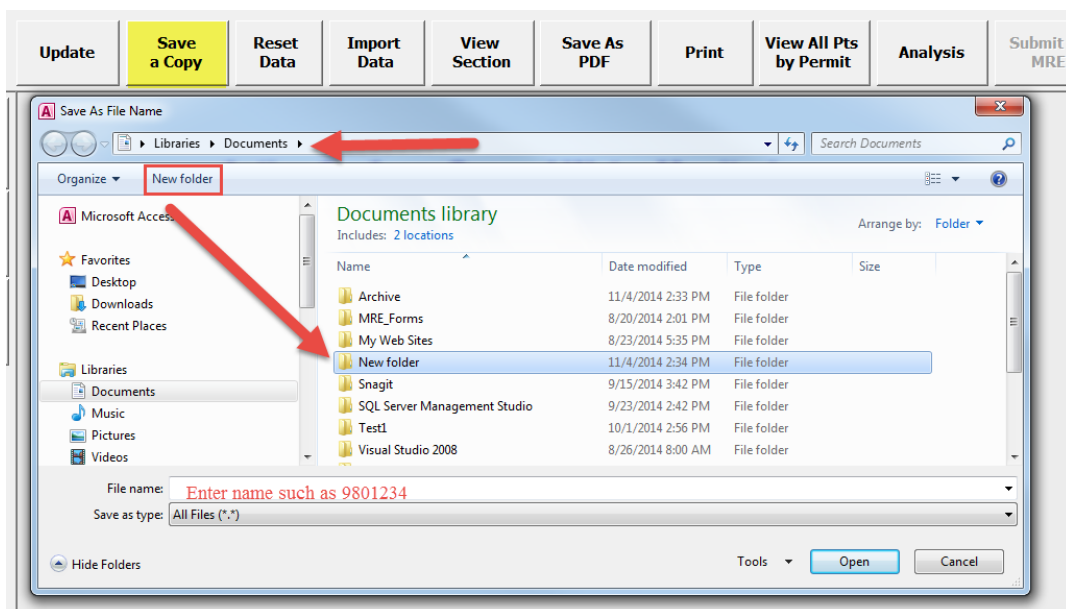 Update
Save a Copy
Reset Data
Import Data
View Section
Save As PDF
Print
View All Pts by Permit
Analysis
Submit MRE
Save As File Name
Libraries Documents
Search Documents
Organize New folder
Microsoft Access
Favorites
Desktop
Downloads
Recent Places
Libraries
Documents
Music
Pictures
Videos
Documents library
Includes: 2 locations
Arrange by: Folder
Name Date modified Type Size
Archive 11/4/2014 2:33 PM File folder
MRE_Forms 8/20/2014 2:01 PM File folder
My Web Sites 8/23/2014 5:35 PM File folder
New folder 11/4/2014 2:34 PM File folder
Snagit 9/15/2014 3:42 PM File folder
SQL Server Management Studio 9/23/2014 2:42 PM File folder
Test1 10/1/2014 2:56 PM File folder
Visual Studio 2008 8/26/2014 8:00 AM File folder
File name: Enter name such as 9801234
Save as type: All Files (*.*)
Hide Folders
Tools Open Cancel